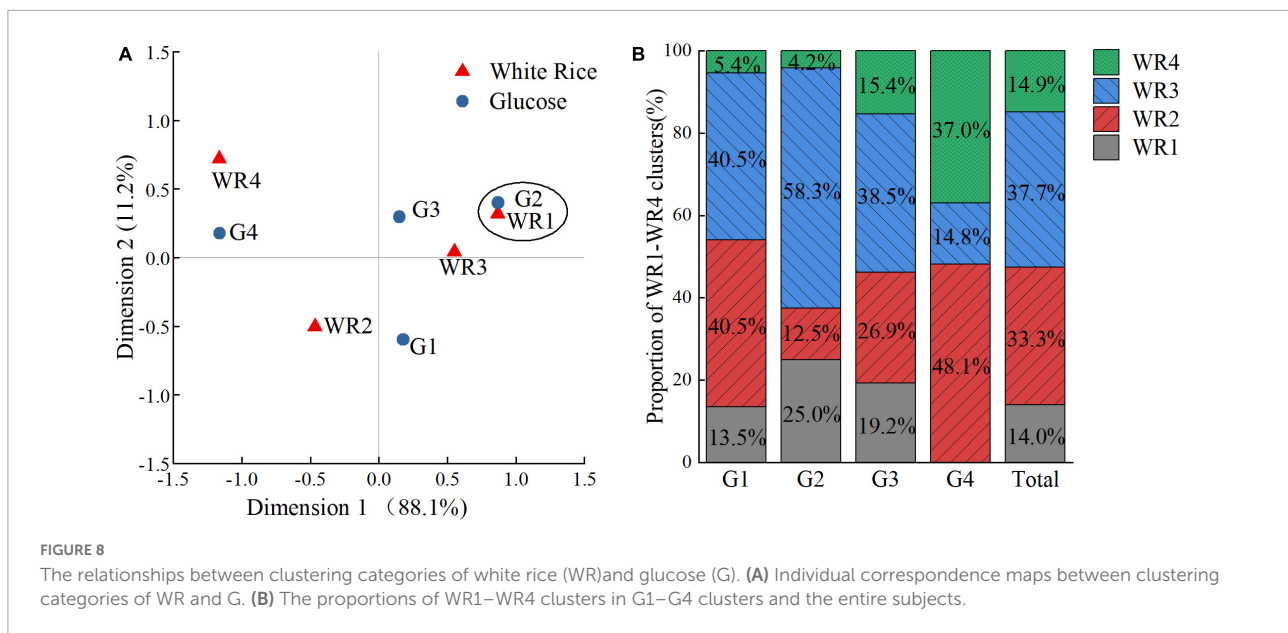 A
1.5
1.0
0.5
0.0
-0.5
-1.0
-1.5
-1.5
-1.0
-0.5
0.0
0.5
1.0
1.5
Dimension 2 (11.2%)
Dimension 1 （88.1%）
White Rice
Glucose
WR4
G4
G3
G2
WR1
WR3
WR2
G1
B
100
80
60
40
20
0
Proportion of WR1-WR4 clusters(%)
5.4%
40.5%
40.5%
13.5%
4.2%
58.3%
12.5%
25.0%
15.4%
38.5%
26.9%
19.2%
37.0%
14.8%
48.1%
14.9%
37.7%
33.3%
14.0%
G1
G2
G3
G4
Total
WR4
WR3
WR2
WR1
FIGURE 8
The relationships between clustering categories of white rice (WR)and glucose (G). (A) Individual correspondence maps between clustering
categories of WR and G. (B) The proportions of WR1–WR4 clusters in G1–G4 clusters and the entire subjects.